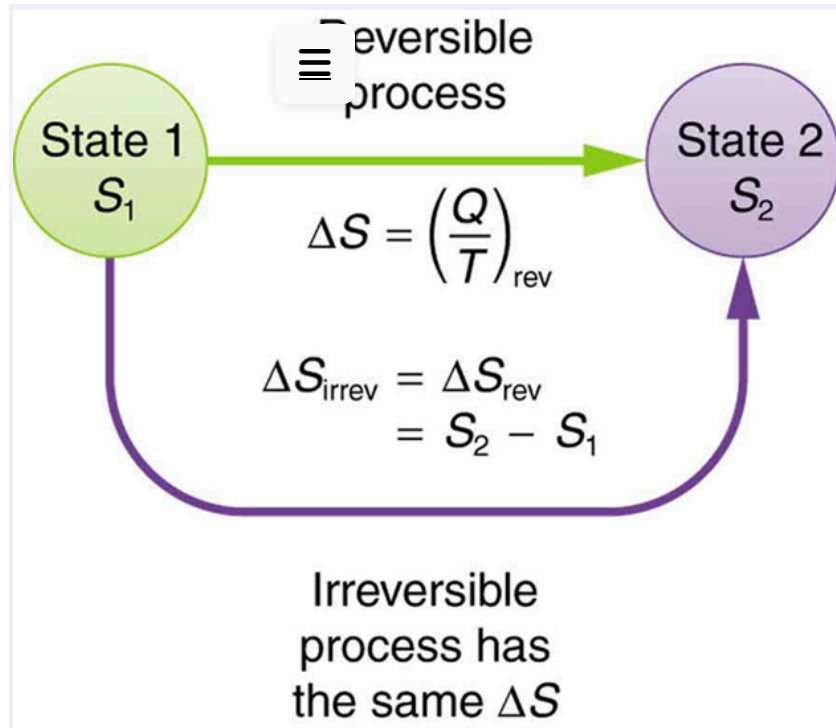 Reversible
process
State 1
S₁
State 2
S₂
ΔS = (Q/T)rev
ΔSirrev = ΔSrev
= S₂ − S₁
Irreversible
process has
the same ΔS